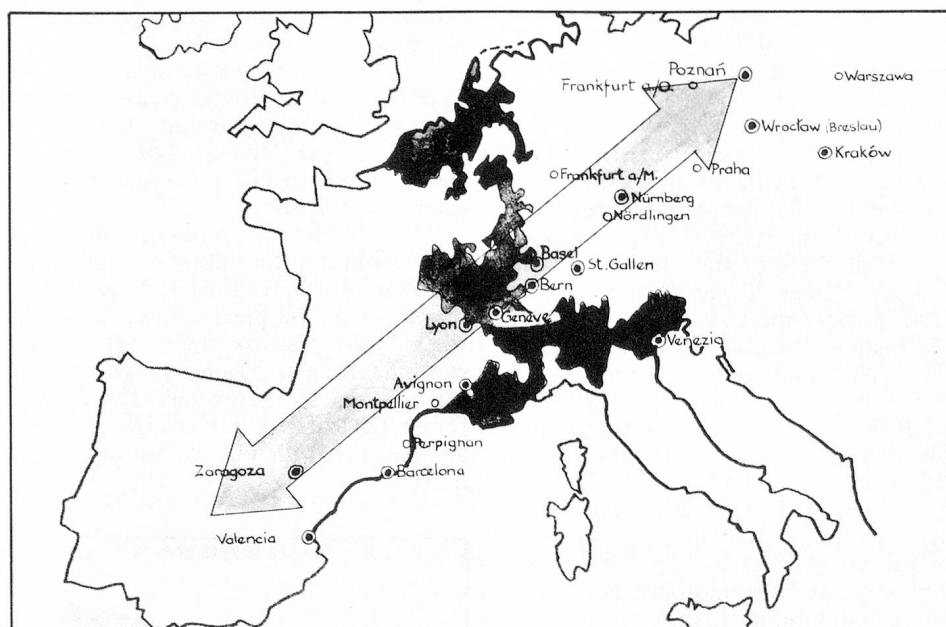 Poznań
Warszawa
Frankfurt a/O.
Wrocław (Breslau)
Kraków
Praha
Frankfurt a/M.
Nürnberg
Nördlingen
Basel
St. Gallen
Bern
Genève
Lyon
Venezia
Avignon
Montpellier
Perpignan
Zaragoza
Barcelona
Valencia